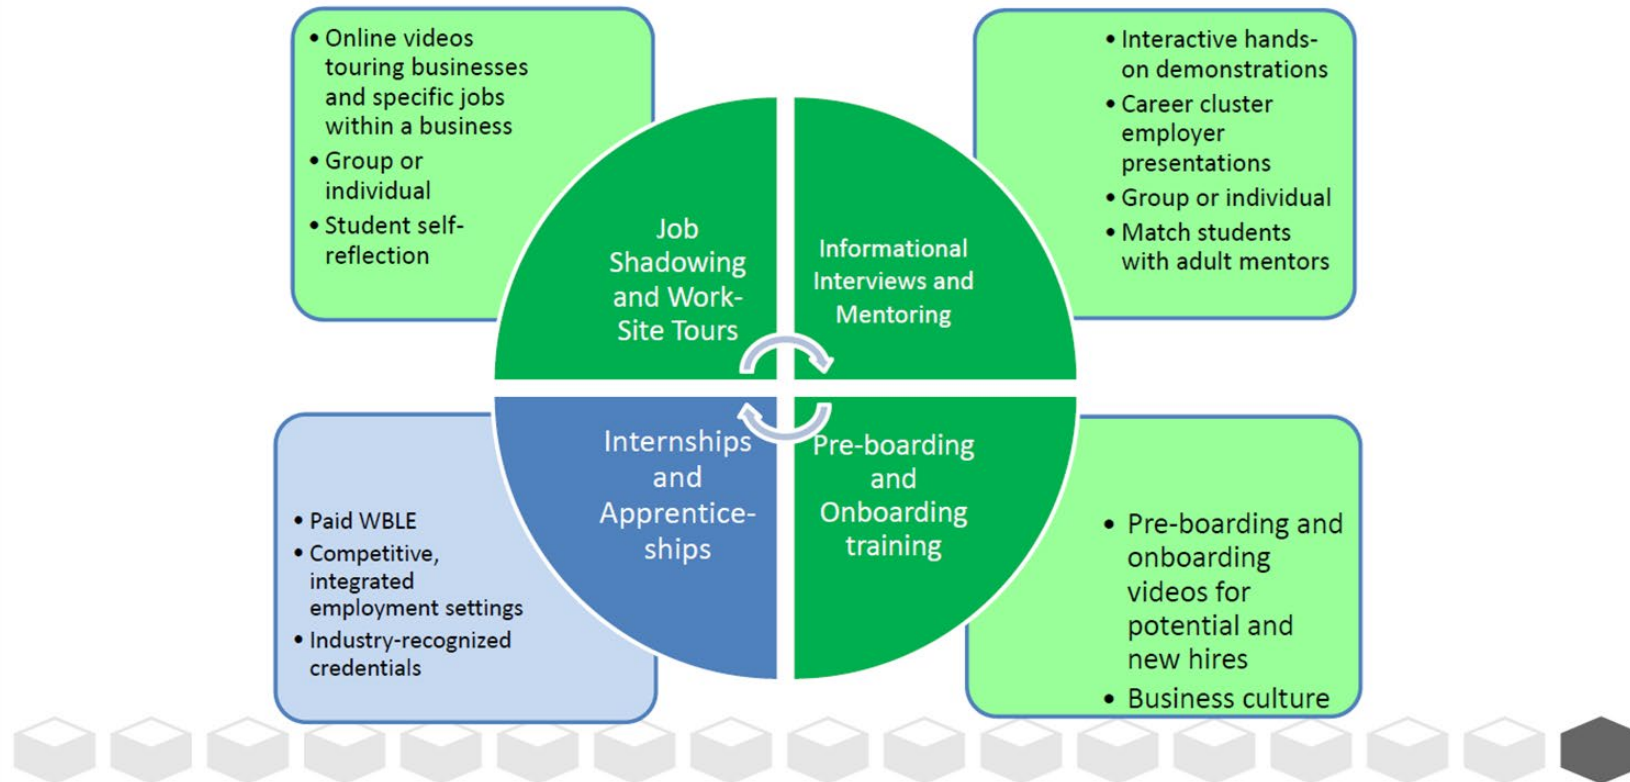 • Online videos
touring businesses
and specific jobs
within a business
• Group or
individual
• Student self-
reflection
• Interactive hands-
on demonstrations
• Career cluster
employer
presentations
• Group or individual
• Match students
with adult mentors
Job
Shadowing
and Work-
Site Tours
Informational
Interviews and
Mentoring
Internships
and
Apprentice-
ships
Pre-boarding
and
Onboarding
training
• Paid WBLE
• Competitive,
integrated
employment settings
• Industry-recognized
credentials
• Pre-boarding and
onboarding
videos for
potential and
new hires
• Business culture